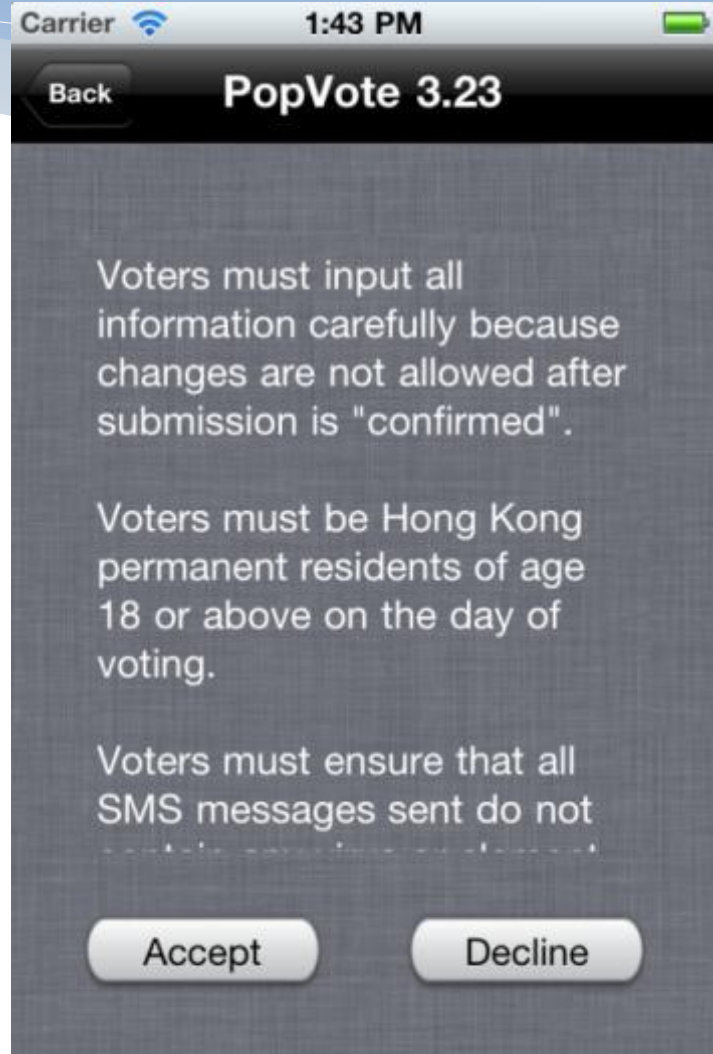 Carrier 1:43 PM
Back PopVote 3.23
Voters must input all
information carefully because
changes are not allowed after
submission is "confirmed".
Voters must be Hong Kong
permanent residents of age
18 or above on the day of
voting.
Voters must ensure that all
SMS messages sent do not
Accept Decline